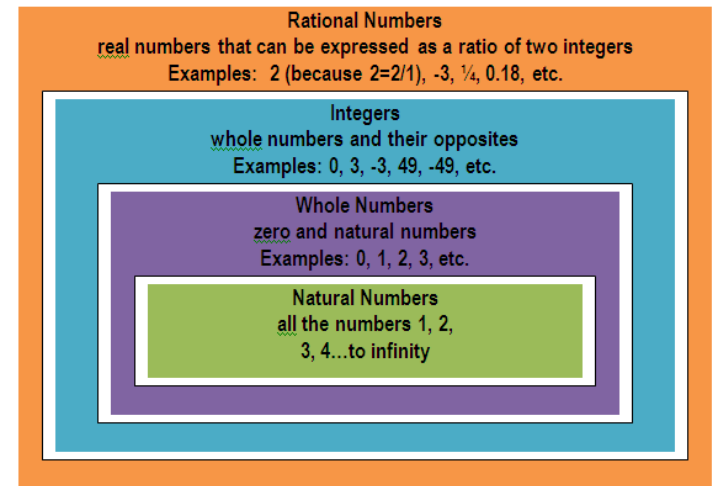 Rational Numbers
real numbers that can be expressed as a ratio of two integers
Examples:  2 (because 2=2/1), -3, ¼, 0.18, etc.
Integers
whole numbers and their opposites
Examples: 0, 3, -3, 49, -49, etc.
Whole Numbers
zero and natural numbers
Examples: 0, 1, 2, 3, etc.
Natural Numbers
all the numbers 1, 2,
3, 4…to infinity